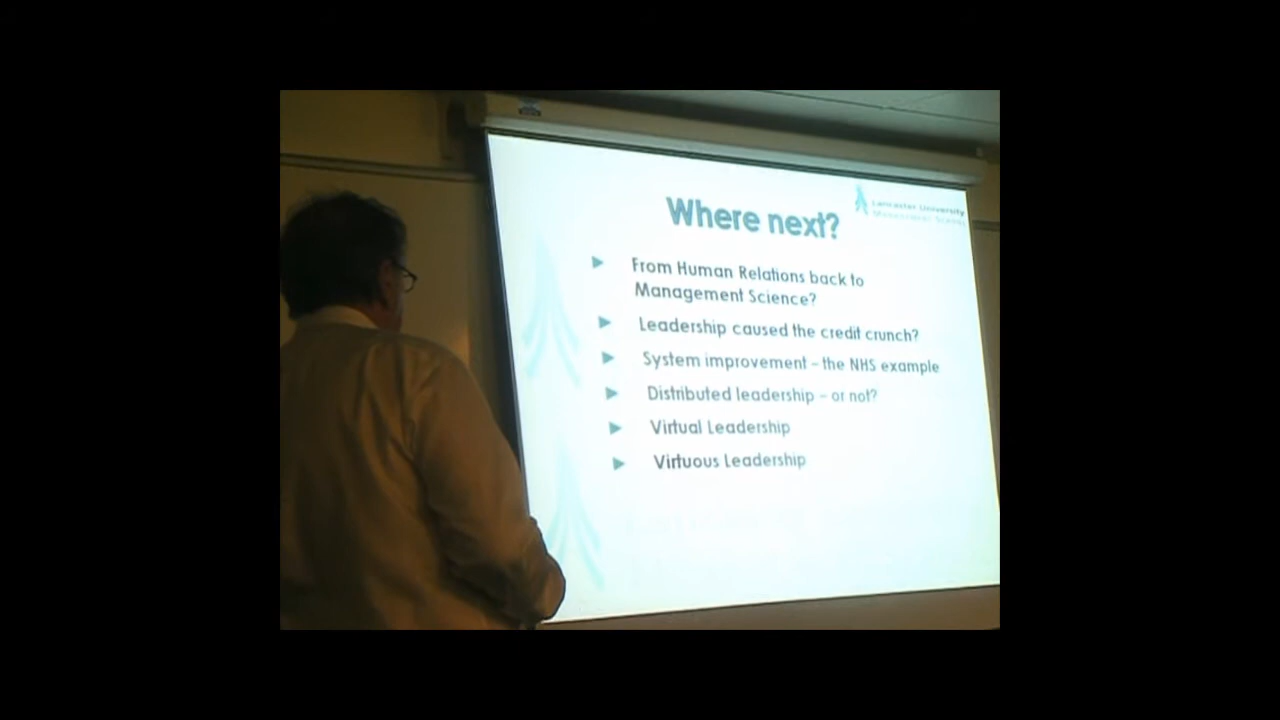 Where next?
Lancaster University
Management School
From Human Relations back to
Management Science?
Leadership caused the credit crunch?
System improvement – the NHS example
Distributed leadership – or not?
Virtual Leadership
Virtuous Leadership